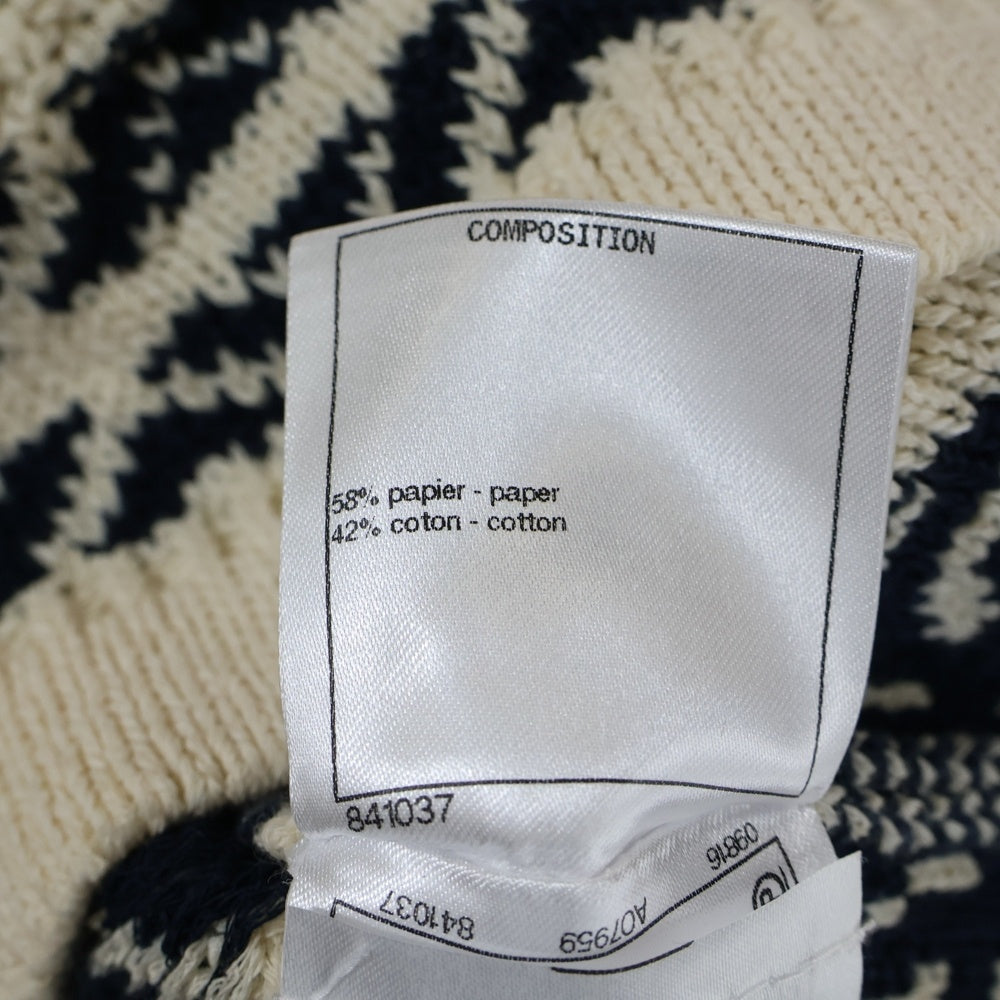 COMPOSITION
58% papier - paper
42% coton - cotton
841037
09816
841037
A07959